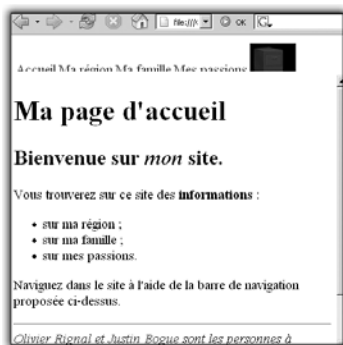 file:///
OK
Accueil Ma région Ma famille Mes passions
Ma page d'accueil
Bienvenue sur mon site.
Vous trouverez sur ce site des informations :
• sur ma région ;
• sur ma famille ;
• sur mes passions.
Naviguez dans le site à l'aide de la barre de navigation
proposée ci-dessus.
Olivier Rignal et Justin Bogue sont les personnes à